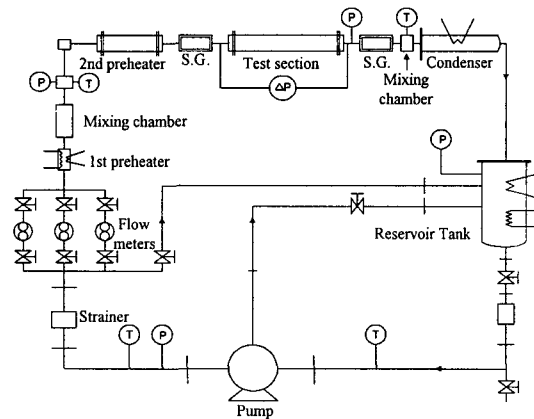 P
T
2nd preheater
S.G.
Test section
S.G.
Condenser
ΔP
Mixing
chamber
P
T
Mixing chamber
P
1st preheater
Flow
meters
Reservoir Tank
Strainer
T
P
T
Pump